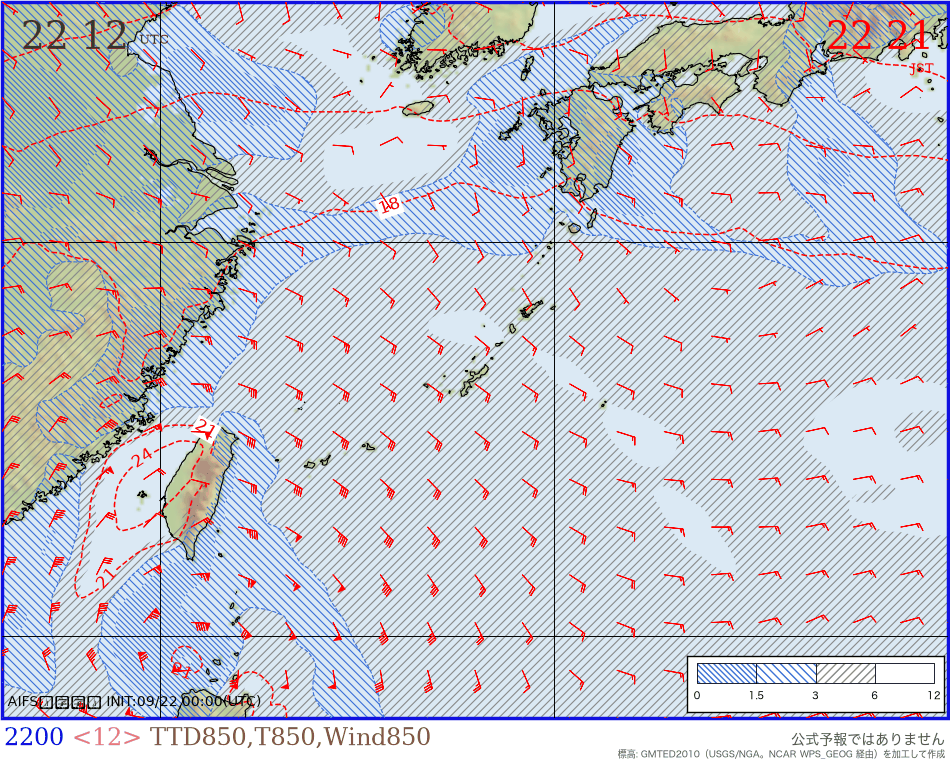 22 12 UTC
22 21 JST
18
21
24
21
21
0 1.5 3 6 12
AIFS□□□□ INIT:09/22 00:00(UTC)
2200 <12> TTD850,T850,Wind850
公式予報ではありません
標高: GMTED2010（USGS/NGA。NCAR WPS_GEOG 経由）を加工して作成